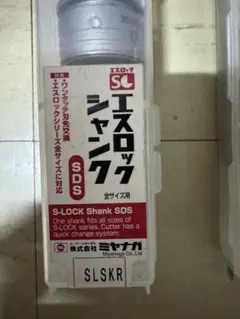 エスロック
SL
エスロック
シャンク
SDS
全サイズ用
特長
•ワンタッチ刃先交換
•エスロックシリーズ全サイズに対応
S-LOCK Shank SDS
One shank fits all sizes of
S-LOCK series. Cutter has a
quick change system.
株式会社 ミヤナガ
Miyanaga Co.,Ltd
SLSKR